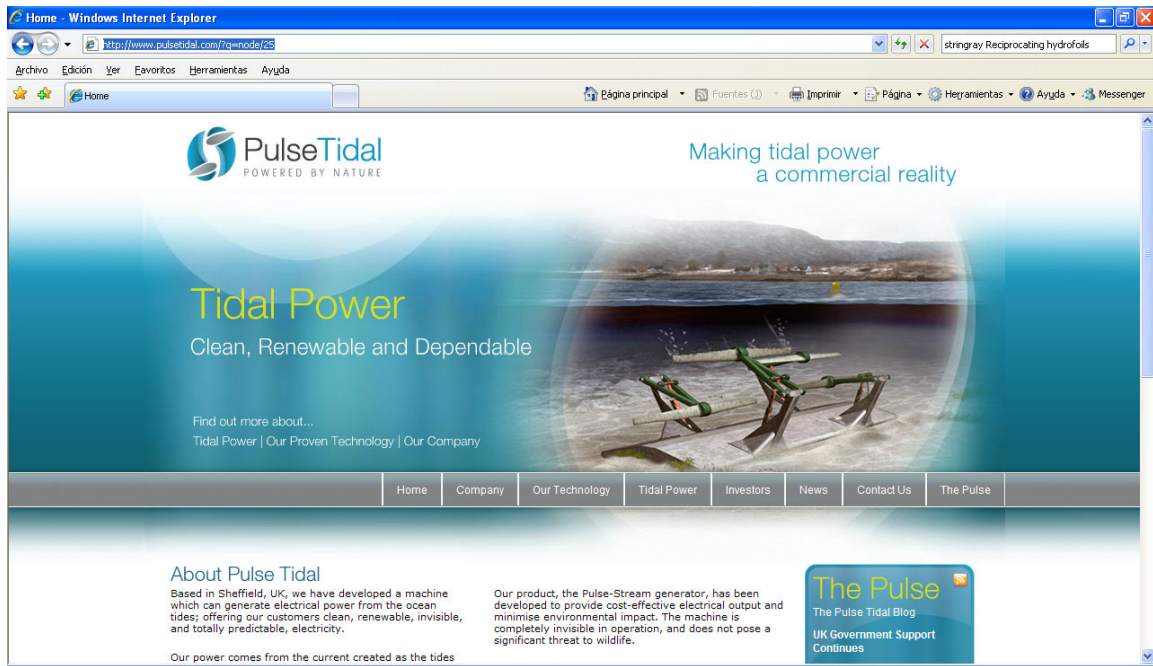 Home - Windows Internet Explorer
http://www.pulsetidal.com/?q=node/25
stringray Reciprocating hydrofoils
Archivo Edición Ver Favoritos Herramientas Ayuda
Home
Página principal Fuentes (J) Imprimir Página Herramientas Ayuda Messenger
PulseTidal
POWERED BY NATURE
Making tidal power
a commercial reality
Tidal Power
Clean, Renewable and Dependable
Find out more about...
Tidal Power | Our Proven Technology | Our Company
Home Company Our Technology Tidal Power Investors News Contact Us The Pulse
About Pulse Tidal
Based in Sheffield, UK, we have developed a machine
which can generate electrical power from the ocean
tides; offering our customers clean, renewable, invisible,
and totally predictable, electricity.
Our power comes from the current created as the tides
Our product, the Pulse-Stream generator, has been
developed to provide cost-effective electrical output and
minimise environmental impact. The machine is
completely invisible in operation, and does not pose a
significant threat to wildlife.
The Pulse
The Pulse Tidal Blog
UK Government Support
Continues